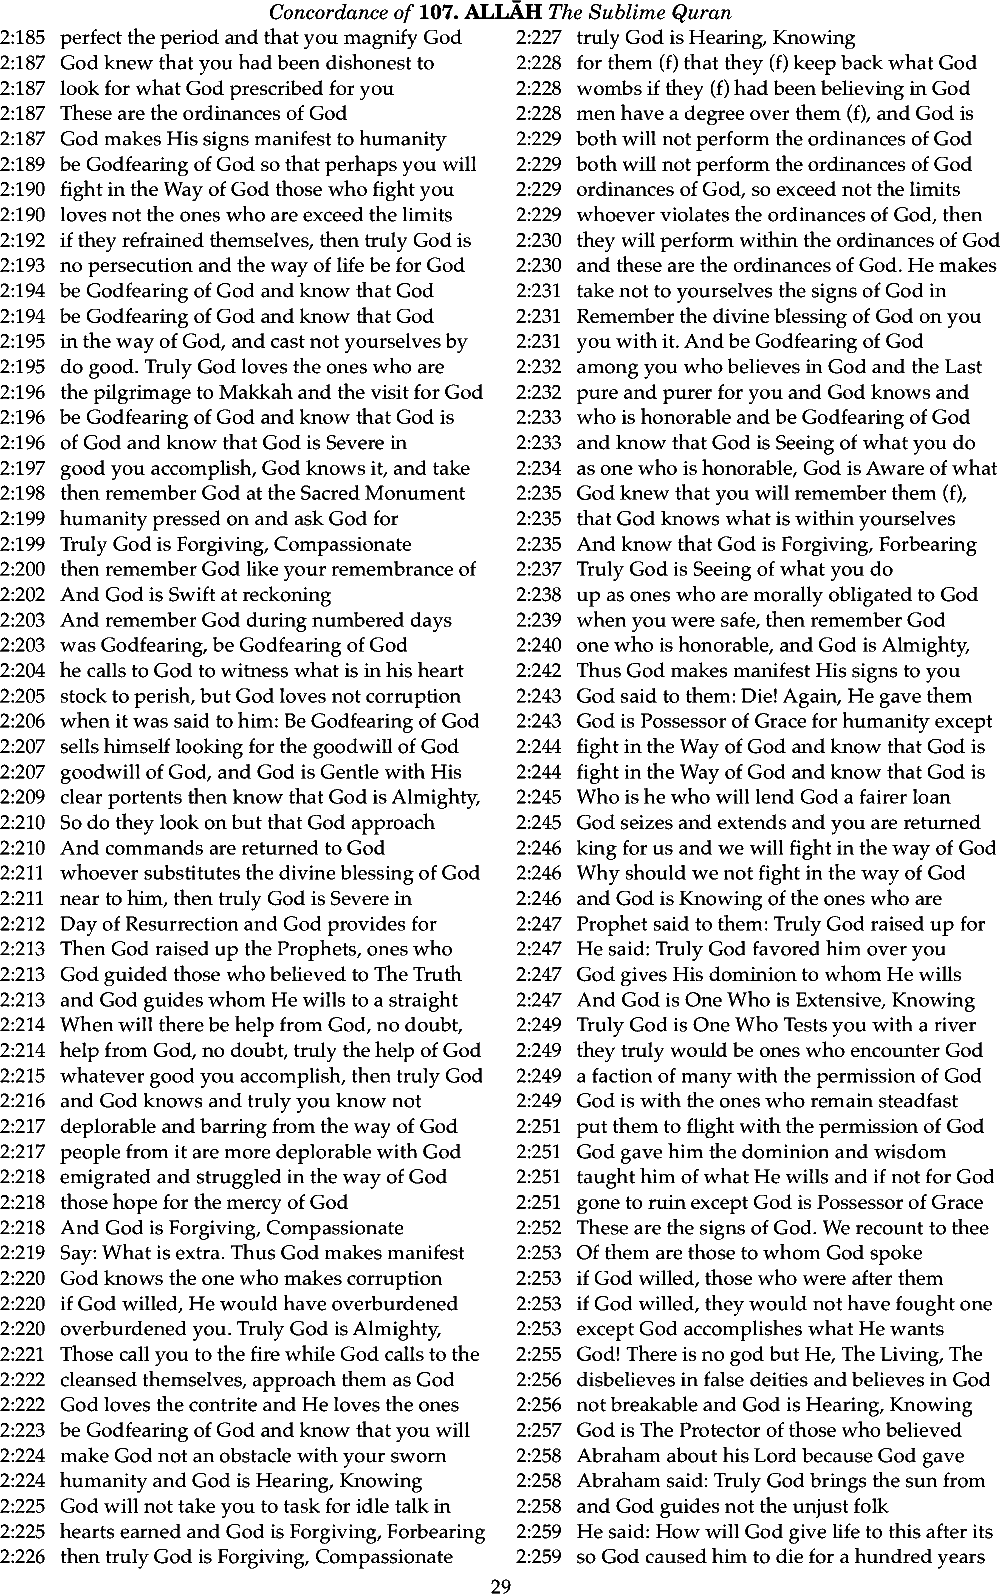 Concordance of 107. ALLĀH The Sublime Quran
2:185 perfect the period and that you magnify God
2:187 God knew that you had been dishonest to
2:187 look for what God prescribed for you
2:187 These are the ordinances of God
2:187 God makes His signs manifest to humanity
2:189 be Godfearing of God so that perhaps you will
2:190 fight in the Way of God those who fight you
2:190 loves not the ones who are exceed the limits
2:192 if they refrained themselves, then truly God is
2:193 no persecution and the way of life be for God
2:194 be Godfearing of God and know that God
2:194 be Godfearing of God and know that God
2:195 in the way of God, and cast not yourselves by
2:195 do good. Truly God loves the ones who are
2:196 the pilgrimage to Makkah and the visit for God
2:196 be Godfearing of God and know that God is
2:196 of God and know that God is Severe in
2:197 good you accomplish, God knows it, and take
2:198 then remember God at the Sacred Monument
2:199 humanity pressed on and ask God for
2:199 Truly God is Forgiving, Compassionate
2:200 then remember God like your remembrance of
2:202 And God is Swift at reckoning
2:203 And remember God during numbered days
2:203 was Godfearing, be Godfearing of God
2:204 he calls to God to witness what is in his heart
2:205 stock to perish, but God loves not corruption
2:206 when it was said to him: Be Godfearing of God
2:207 sells himself looking for the goodwill of God
2:207 goodwill of God, and God is Gentle with His
2:209 clear portents then know that God is Almighty,
2:210 So do they look on but that God approach
2:210 And commands are returned to God
2:211 whoever substitutes the divine blessing of God
2:211 near to him, then truly God is Severe in
2:212 Day of Resurrection and God provides for
2:213 Then God raised up the Prophets, ones who
2:213 God guided those who believed to The Truth
2:213 and God guides whom He wills to a straight
2:214 When will there be help from God, no doubt,
2:214 help from God, no doubt, truly the help of God
2:215 whatever good you accomplish, then truly God
2:216 and God knows and truly you know not
2:217 deplorable and barring from the way of God
2:217 people from it are more deplorable with God
2:218 emigrated and struggled in the way of God
2:218 those hope for the mercy of God
2:218 And God is Forgiving, Compassionate
2:219 Say: What is extra. Thus God makes manifest
2:220 God knows the one who makes corruption
2:220 if God willed, He would have overburdened
2:220 overburdened you. Truly God is Almighty,
2:221 Those call you to the fire while God calls to the
2:222 cleansed themselves, approach them as God
2:222 God loves the contrite and He loves the ones
2:223 be Godfearing of God and know that you will
2:224 make God not an obstacle with your sworn
2:224 humanity and God is Hearing, Knowing
2:225 God will not take you to task for idle talk in
2:225 hearts earned and God is Forgiving, Forbearing
2:226 then truly God is Forgiving, Compassionate
2:227 truly God is Hearing, Knowing
2:228 for them (f) that they (f) keep back what God
2:228 wombs if they (f) had been believing in God
2:228 men have a degree over them (f), and God is
2:229 both will not perform the ordinances of God
2:229 both will not perform the ordinances of God
2:229 ordinances of God, so exceed not the limits
2:229 whoever violates the ordinances of God, then
2:230 they will perform within the ordinances of God
2:230 and these are the ordinances of God. He makes
2:231 take not to yourselves the signs of God in
2:231 Remember the divine blessing of God on you
2:231 you with it. And be Godfearing of God
2:232 among you who believes in God and the Last
2:232 pure and purer for you and God knows and
2:233 who is honorable and be Godfearing of God
2:233 and know that God is Seeing of what you do
2:234 as one who is honorable, God is Aware of what
2:235 God knew that you will remember them (f),
2:235 that God knows what is within yourselves
2:235 And know that God is Forgiving, Forbearing
2:237 Truly God is Seeing of what you do
2:238 up as ones who are morally obligated to God
2:239 when you were safe, then remember God
2:240 one who is honorable, and God is Almighty,
2:242 Thus God makes manifest His signs to you
2:243 God said to them: Die! Again, He gave them
2:243 God is Possessor of Grace for humanity except
2:244 fight in the Way of God and know that God is
2:244 fight in the Way of God and know that God is
2:245 Who is he who will lend God a fairer loan
2:245 God seizes and extends and you are returned
2:246 king for us and we will fight in the way of God
2:246 Why should we not fight in the way of God
2:246 and God is Knowing of the ones who are
2:247 Prophet said to them: Truly God raised up for
2:247 He said: Truly God favored him over you
2:247 God gives His dominion to whom He wills
2:247 And God is One Who is Extensive, Knowing
2:249 Truly God is One Who Tests you with a river
2:249 they truly would be ones who encounter God
2:249 a faction of many with the permission of God
2:249 God is with the ones who remain steadfast
2:251 put them to flight with the permission of God
2:251 God gave him the dominion and wisdom
2:251 taught him of what He wills and if not for God
2:251 gone to ruin except God is Possessor of Grace
2:252 These are the signs of God. We recount to thee
2:253 Of them are those to whom God spoke
2:253 if God willed, those who were after them
2:253 if God willed, they would not have fought one
2:253 except God accomplishes what He wants
2:255 God! There is no god but He, The Living, The
2:256 disbelieves in false deities and believes in God
2:256 not breakable and God is Hearing, Knowing
2:257 God is The Protector of those who believed
2:258 Abraham about his Lord because God gave
2:258 Abraham said: Truly God brings the sun from
2:258 and God guides not the unjust folk
2:259 He said: How will God give life to this after its
2:259 so God caused him to die for a hundred years
29